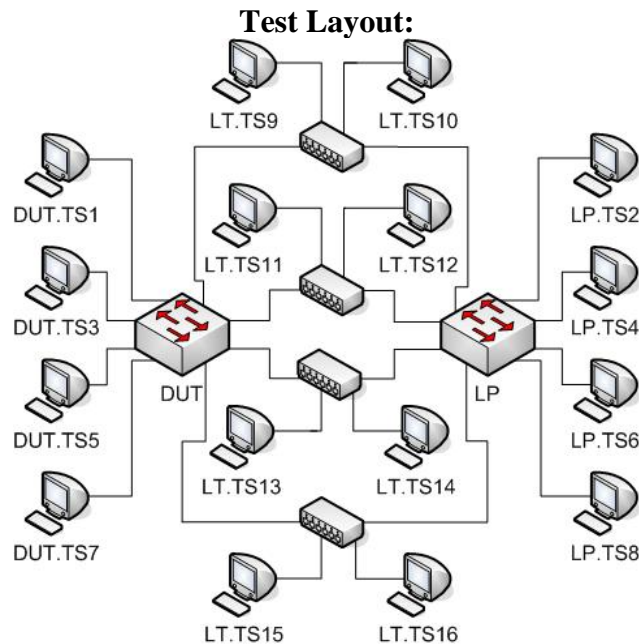 Test Layout:
LT.TS9
LT.TS10
DUT.TS1
LP.TS2
LT.TS11
LT.TS12
DUT.TS3
LP.TS4
DUT
LP
DUT.TS5
LP.TS6
LT.TS13
LT.TS14
DUT.TS7
LP.TS8
LT.TS15
LT.TS16